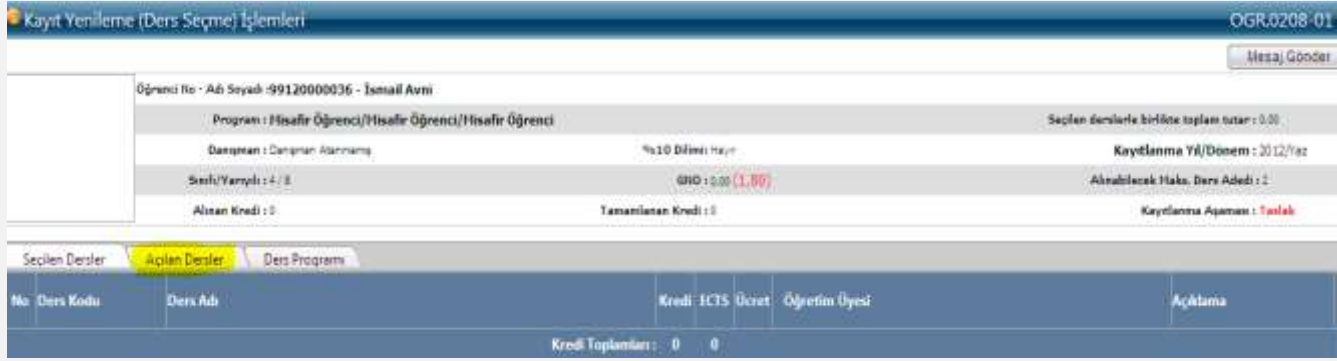 Kayıt Yenileme (Ders Seçme) İşlemleri OGR.0208-01
Mesaj Gönder
Öğrenci No - Adı Soyadı :99120000036 - İsmail Avni
Program : Misafir Öğrenci/Misafir Öğrenci/Misafir Öğrenci Seçilen derslerle birlikte toplam tutar : 0.00
Danışman : Danışman Atanmamış %10 Dilimi: Hayır Kayıtlanma Yıl/Dönem : 2012/Yaz
Sınıfı/Yarıyılı : 4 / 8 GNO : 0.00 (1.80) Alınabilecek Maks. Ders Adedi : 2
Alınan Kredi : 0 Tamamlanan Kredi : 0 Kayıtlanma Aşaması : Taslak
Seçilen Dersler Açılan Dersler Ders Programı
No Ders Kodu Ders Adı Kredi ECTS Ücret Öğretim Üyesi Açıklama
Kredi Toplamları : 0 0